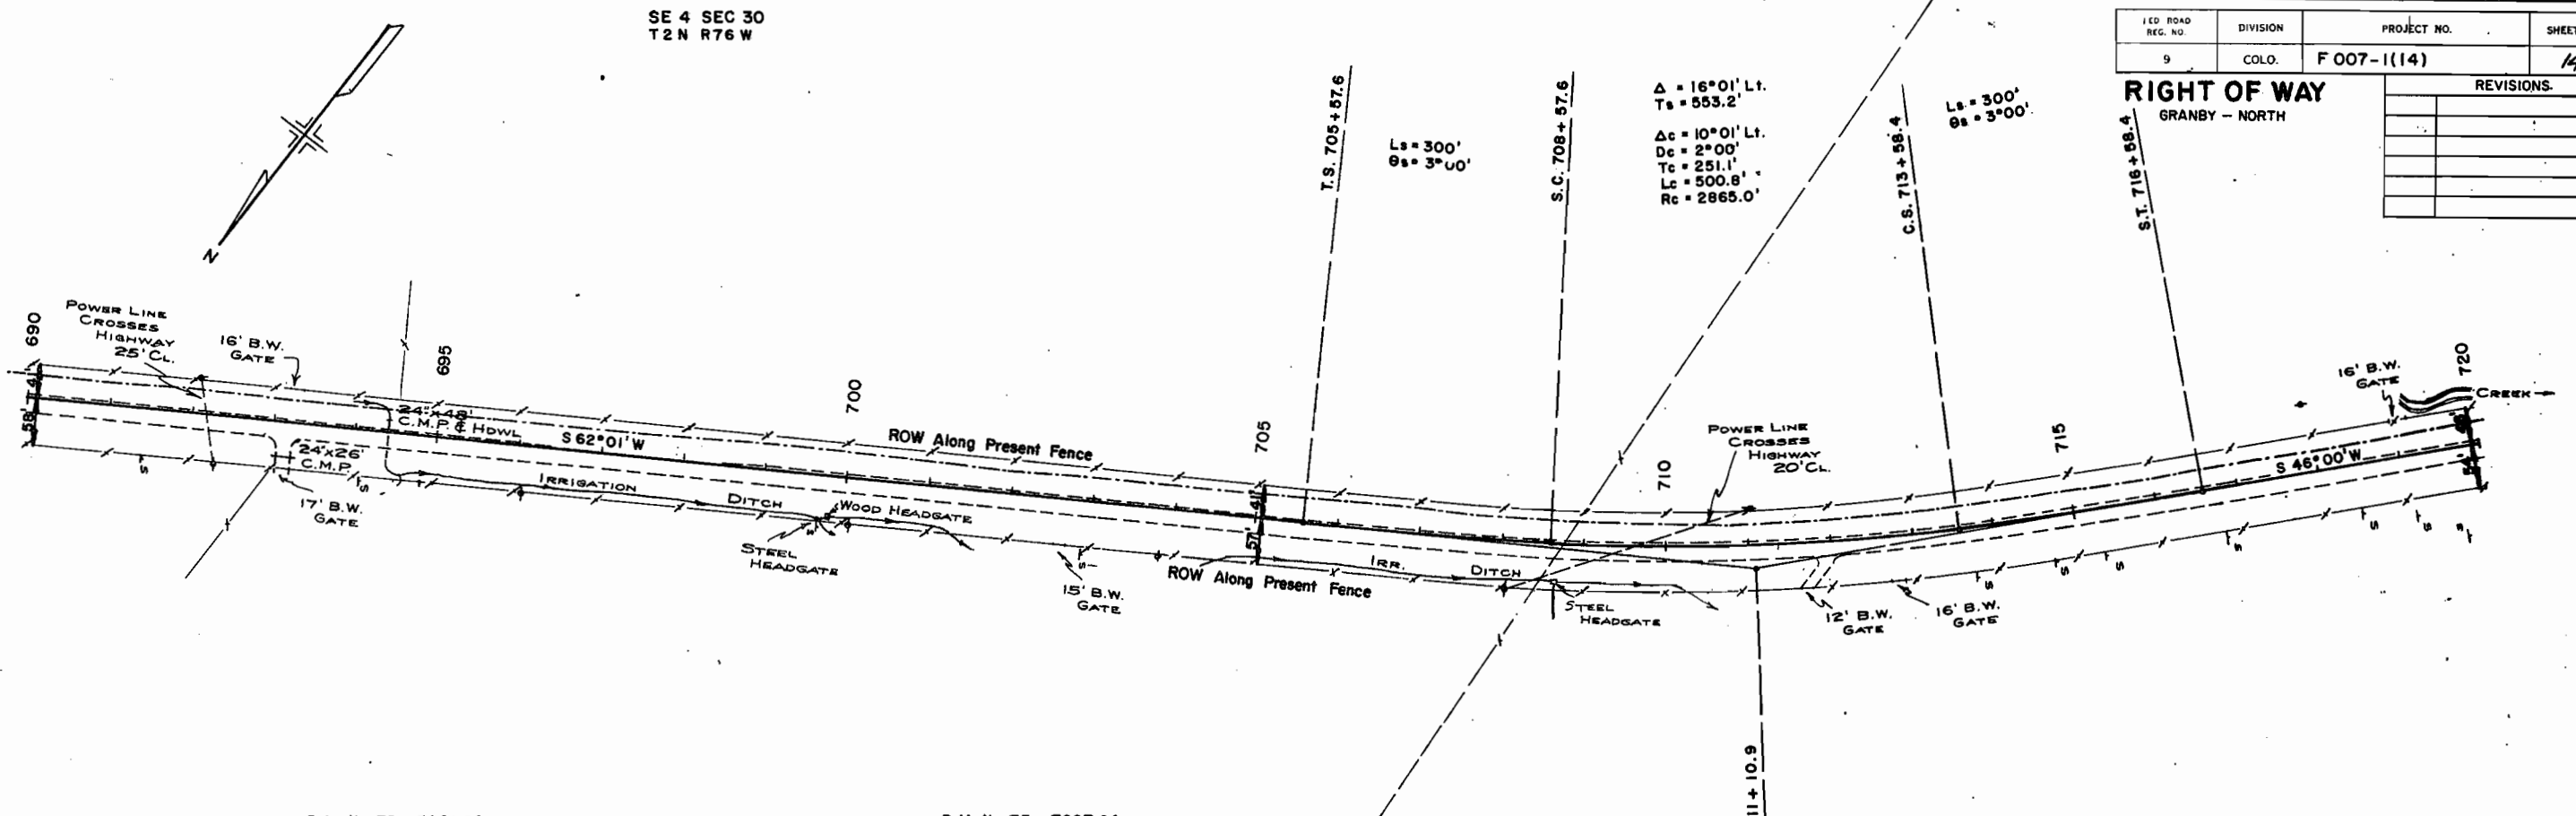 SE 4 SEC 30
T2N R76W
FED ROAD
REG. NO.
DIVISION
PROJECT NO.
SHEET
9
COLO.
F 007-1(14)
14
RIGHT OF WAY
GRANBY – NORTH
REVISIONS
N
T.S. 705+57.6
Ls = 300'
θs = 3°00'
S.C. 708+57.6
Δ = 16°01' Lt.
Ts = 553.2'
Δc = 10°01' Lt.
Dc = 2°00'
Tc = 251.1'
Lc = 500.8'
Rc = 2865.0'
C.S. 713+58.4
Ls = 300'
θs = 3°00'
S.T. 716+58.4
690
POWER LINE
CROSSES
HIGHWAY
25' CL.
16' B.W.
GATE
695
700
705
710
715
720
58'
24"x48'
C.M.P. & HDWL
24"x26'
C.M.P.
17' B.W.
GATE
S 62°01' W
ROW Along Present Fence
IRRIGATION
DITCH
WOOD HEADGATE
STEEL
HEADGATE
15' B.W.
GATE
41'
57'
ROW Along Present Fence
IRR.
DITCH
STEEL
HEADGATE
POWER LINE
CROSSES
HIGHWAY
20' CL.
12' B.W.
GATE
16' B.W.
GATE
16' B.W.
GATE
CREEK
S 46°00' W
11+10.9